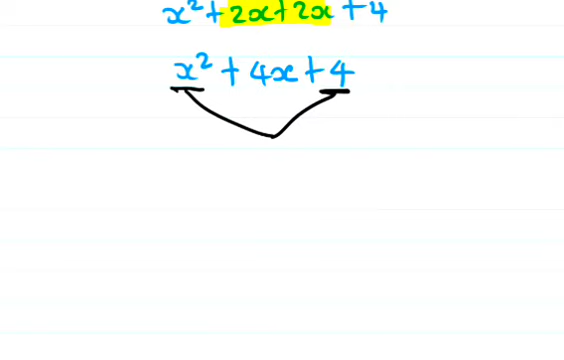 x² + 2x + 2x + 4
x² + 4x + 4